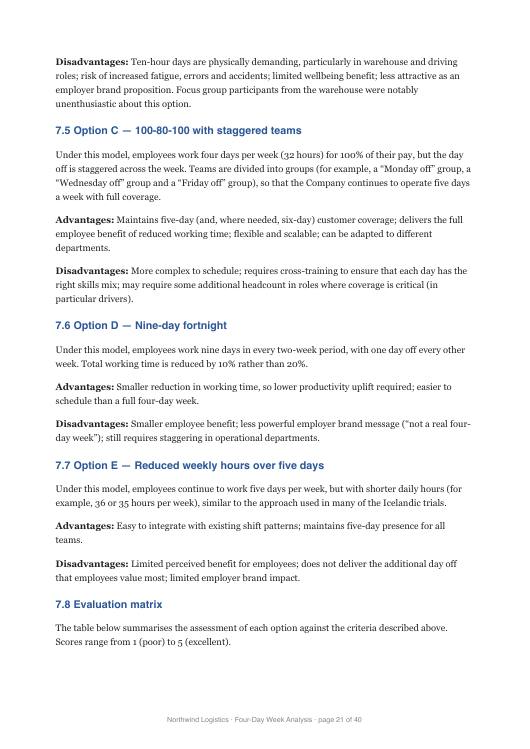 Disadvantages: Ten-hour days are physically demanding, particularly in warehouse and driving
roles; risk of increased fatigue, errors and accidents; limited wellbeing benefit; less attractive as an
employer brand proposition. Focus group participants from the warehouse were notably
unenthusiastic about this option.
7.5 Option C — 100-80-100 with staggered teams
Under this model, employees work four days per week (32 hours) for 100% of their pay, but the day
off is staggered across the week. Teams are divided into groups (for example, a “Monday off” group, a
“Wednesday off” group and a “Friday off” group), so that the Company continues to operate five days
a week with full coverage.
Advantages: Maintains five-day (and, where needed, six-day) customer coverage; delivers the full
employee benefit of reduced working time; flexible and scalable; can be adapted to different
departments.
Disadvantages: More complex to schedule; requires cross-training to ensure that each day has the
right skills mix; may require some additional headcount in roles where coverage is critical (in
particular drivers).
7.6 Option D — Nine-day fortnight
Under this model, employees work nine days in every two-week period, with one day off every other
week. Total working time is reduced by 10% rather than 20%.
Advantages: Smaller reduction in working time, so lower productivity uplift required; easier to
schedule than a full four-day week.
Disadvantages: Smaller employee benefit; less powerful employer brand message (“not a real four-
day week”); still requires staggering in operational departments.
7.7 Option E — Reduced weekly hours over five days
Under this model, employees continue to work five days per week, but with shorter daily hours (for
example, 36 or 35 hours per week), similar to the approach used in many of the Icelandic trials.
Advantages: Easy to integrate with existing shift patterns; maintains five-day presence for all
teams.
Disadvantages: Limited perceived benefit for employees; does not deliver the additional day off
that employees value most; limited employer brand impact.
7.8 Evaluation matrix
The table below summarises the assessment of each option against the criteria described above.
Scores range from 1 (poor) to 5 (excellent).
Northwind Logistics · Four-Day Week Analysis · page 21 of 40